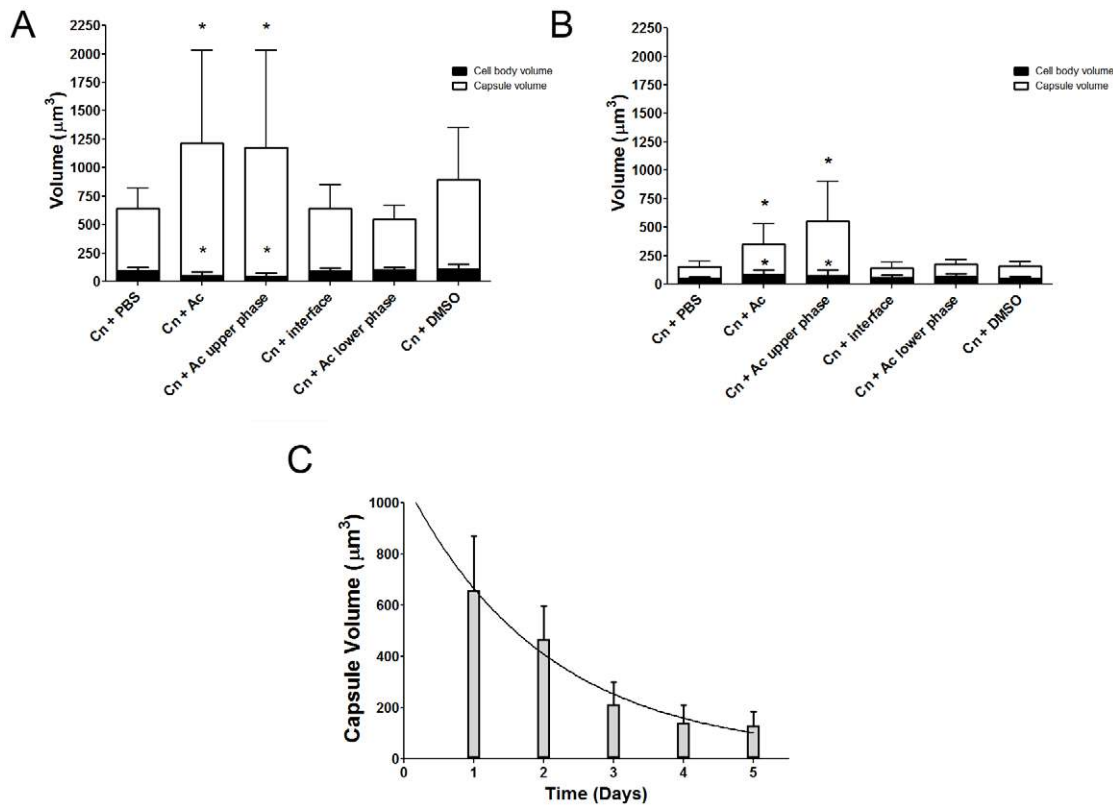 A
2250
2000
1750
1500
1250
1000
750
500
250
0
Volume (μm³)
* *
* *
Cell body volume
Capsule volume
Cn + PBS
Cn + Ac
Cn + Ac upper phase
Cn + interface
Cn + Ac lower phase
Cn + DMSO
B
2250
2000
1750
1500
1250
1000
750
500
250
0
Volume (μm³)
*
*
*
*
Cell body volume
Capsule volume
Cn + PBS
Cn + Ac
Cn + Ac upper phase
Cn + interface
Cn + Ac lower phase
Cn + DMSO
C
1000
800
600
400
200
0
Capsule Volume (μm³)
0 1 2 3 4 5
Time (Days)